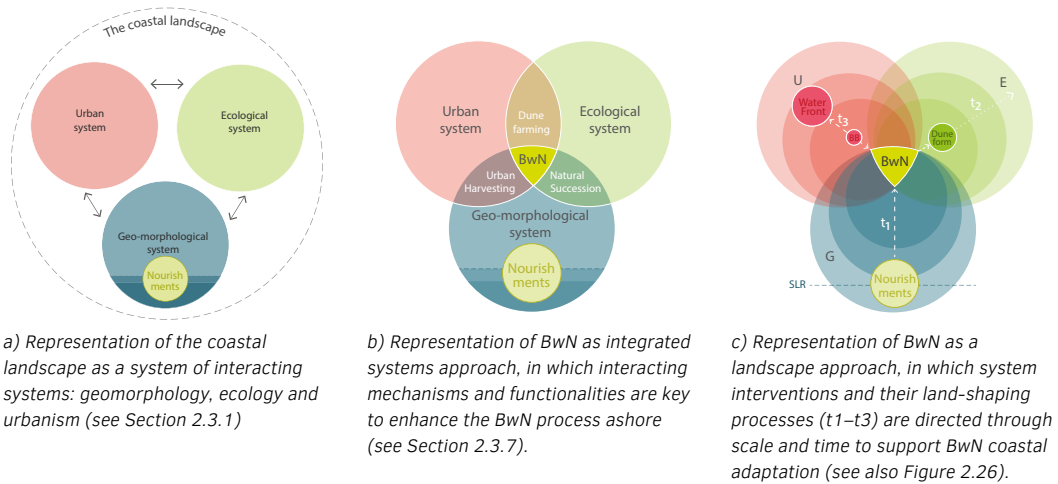 The coastal landscape
Urban
system
Ecological
system
Geo-morphological
system
Nourish
ments
a) Representation of the coastal
landscape as a system of interacting
systems: geomorphology, ecology and
urbanism (see Section 2.3.1)
Urban
system
Dune
farming
Ecological
system
BwN
Urban
Harvesting
Natural
Succession
Geo-morphological
system
Nourish
ments
b) Representation of BwN as integrated
systems approach, in which interacting
mechanisms and functionalities are key
to enhance the BwN process ashore
(see Section 2.3.7).
U
E
Water
Front
t3
BB
t2
Dune
form
BwN
t1
G
SLR
Nourish
ments
c) Representation of BwN as a
landscape approach, in which system
interventions and their land-shaping
processes (t1–t3) are directed through
scale and time to support BwN coastal
adaptation (see also Figure 2.26).